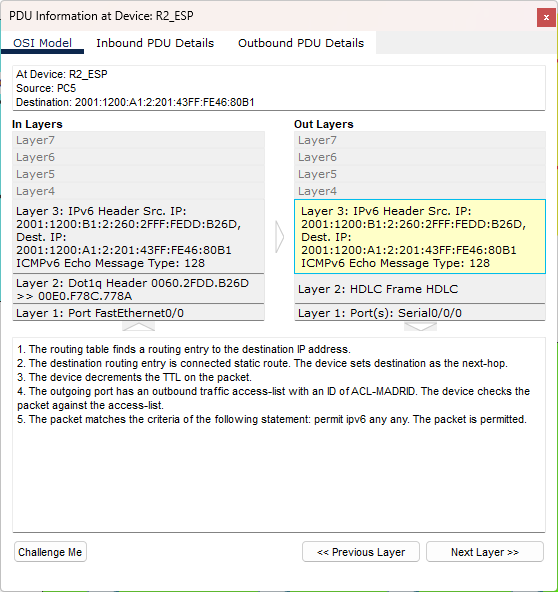 PDU Information at Device: R2_ESP
x
OSI Model Inbound PDU Details Outbound PDU Details
At Device: R2_ESP
Source: PC5
Destination: 2001:1200:A1:2:201:43FF:FE46:80B1
In Layers
Layer7
Layer6
Layer5
Layer4
Layer 3: IPv6 Header Src. IP:
2001:1200:B1:2:260:2FFF:FEDD:B26D,
Dest. IP:
2001:1200:A1:2:201:43FF:FE46:80B1
ICMPv6 Echo Message Type: 128
Layer 2: Dot1q Header 0060.2FDD.B26D
>> 00E0.F78C.778A
Layer 1: Port FastEthernet0/0
Out Layers
Layer7
Layer6
Layer5
Layer4
Layer 3: IPv6 Header Src. IP:
2001:1200:B1:2:260:2FFF:FEDD:B26D,
Dest. IP:
2001:1200:A1:2:201:43FF:FE46:80B1
ICMPv6 Echo Message Type: 128
Layer 2: HDLC Frame HDLC
Layer 1: Port(s): Serial0/0/0
1. The routing table finds a routing entry to the destination IP address.
2. The destination routing entry is connected static route. The device sets destination as the next-hop.
3. The device decrements the TTL on the packet.
4. The outgoing port has an outbound traffic access-list with an ID of ACL-MADRID. The device checks the
packet against the access-list.
5. The packet matches the criteria of the following statement: permit ipv6 any any. The packet is permitted.
Challenge Me
<< Previous Layer
Next Layer >>